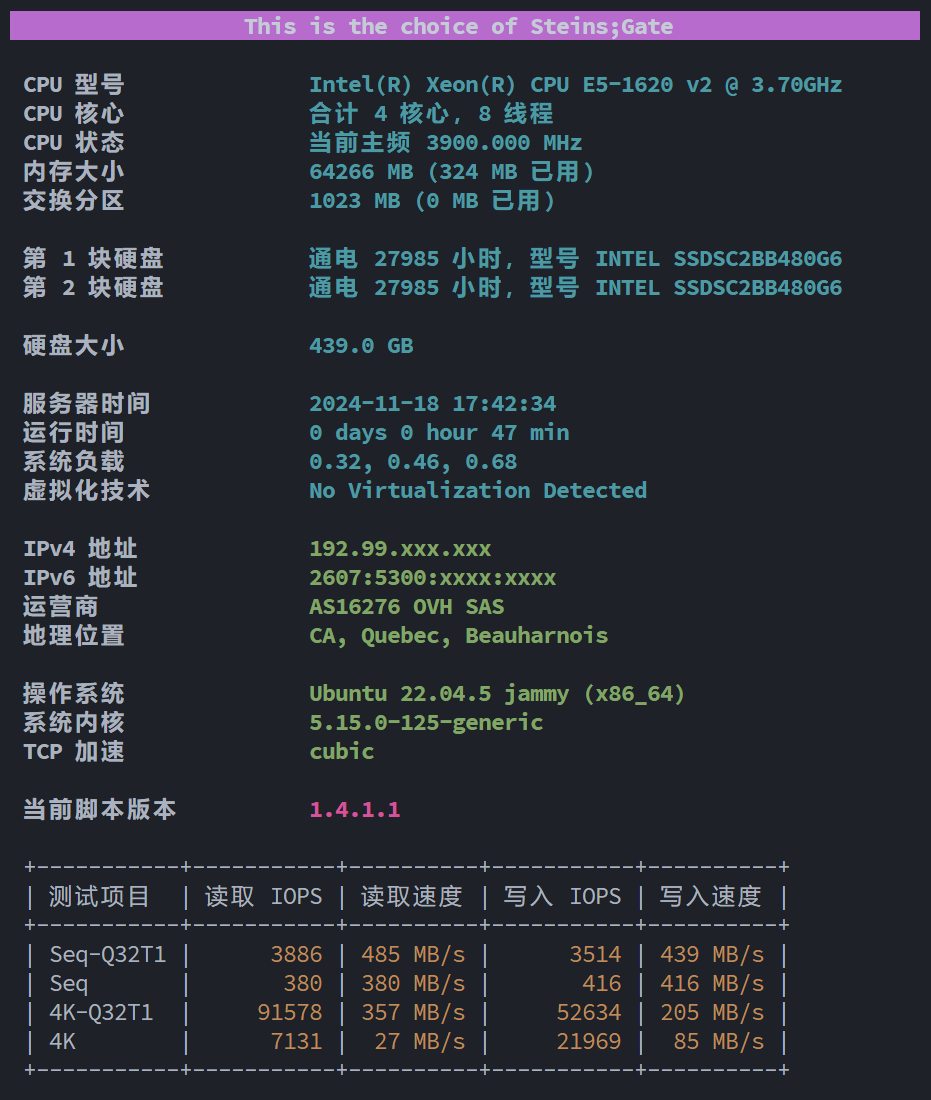 This is the choice of Steins;Gate
CPU 型号 Intel(R) Xeon(R) CPU E5-1620 v2 @ 3.70GHz
CPU 核心 合计 4 核心, 8 线程
CPU 状态 当前主频 3900.000 MHz
内存大小 64266 MB (324 MB 已用)
交换分区 1023 MB (0 MB 已用)
第 1 块硬盘 通电 27985 小时, 型号 INTEL SSDSC2BB480G6
第 2 块硬盘 通电 27985 小时, 型号 INTEL SSDSC2BB480G6
硬盘大小 439.0 GB
服务器时间 2024-11-18 17:42:34
运行时间 0 days 0 hour 47 min
系统负载 0.32, 0.46, 0.68
虚拟化技术 No Virtualization Detected
IPv4 地址 192.99.xxx.xxx
IPv6 地址 2607:5300:xxxx:xxxx
运营商 AS16276 OVH SAS
地理位置 CA, Quebec, Beauharnois
操作系统 Ubuntu 22.04.5 jammy (x86_64)
系统内核 5.15.0-125-generic
TCP 加速 cubic
当前脚本版本 1.4.1.1
+-----------+-----------+----------+-----------+----------+
| 测试项目 | 读取 IOPS | 读取速度 | 写入 IOPS | 写入速度 |
+-----------+-----------+----------+-----------+----------+
| Seq-Q32T1 | 3886 | 485 MB/s | 3514 | 439 MB/s |
| Seq | 380 | 380 MB/s | 416 | 416 MB/s |
| 4K-Q32T1 | 91578 | 357 MB/s | 52634 | 205 MB/s |
| 4K | 7131 | 27 MB/s | 21969 | 85 MB/s |
+-----------+-----------+----------+-----------+----------+